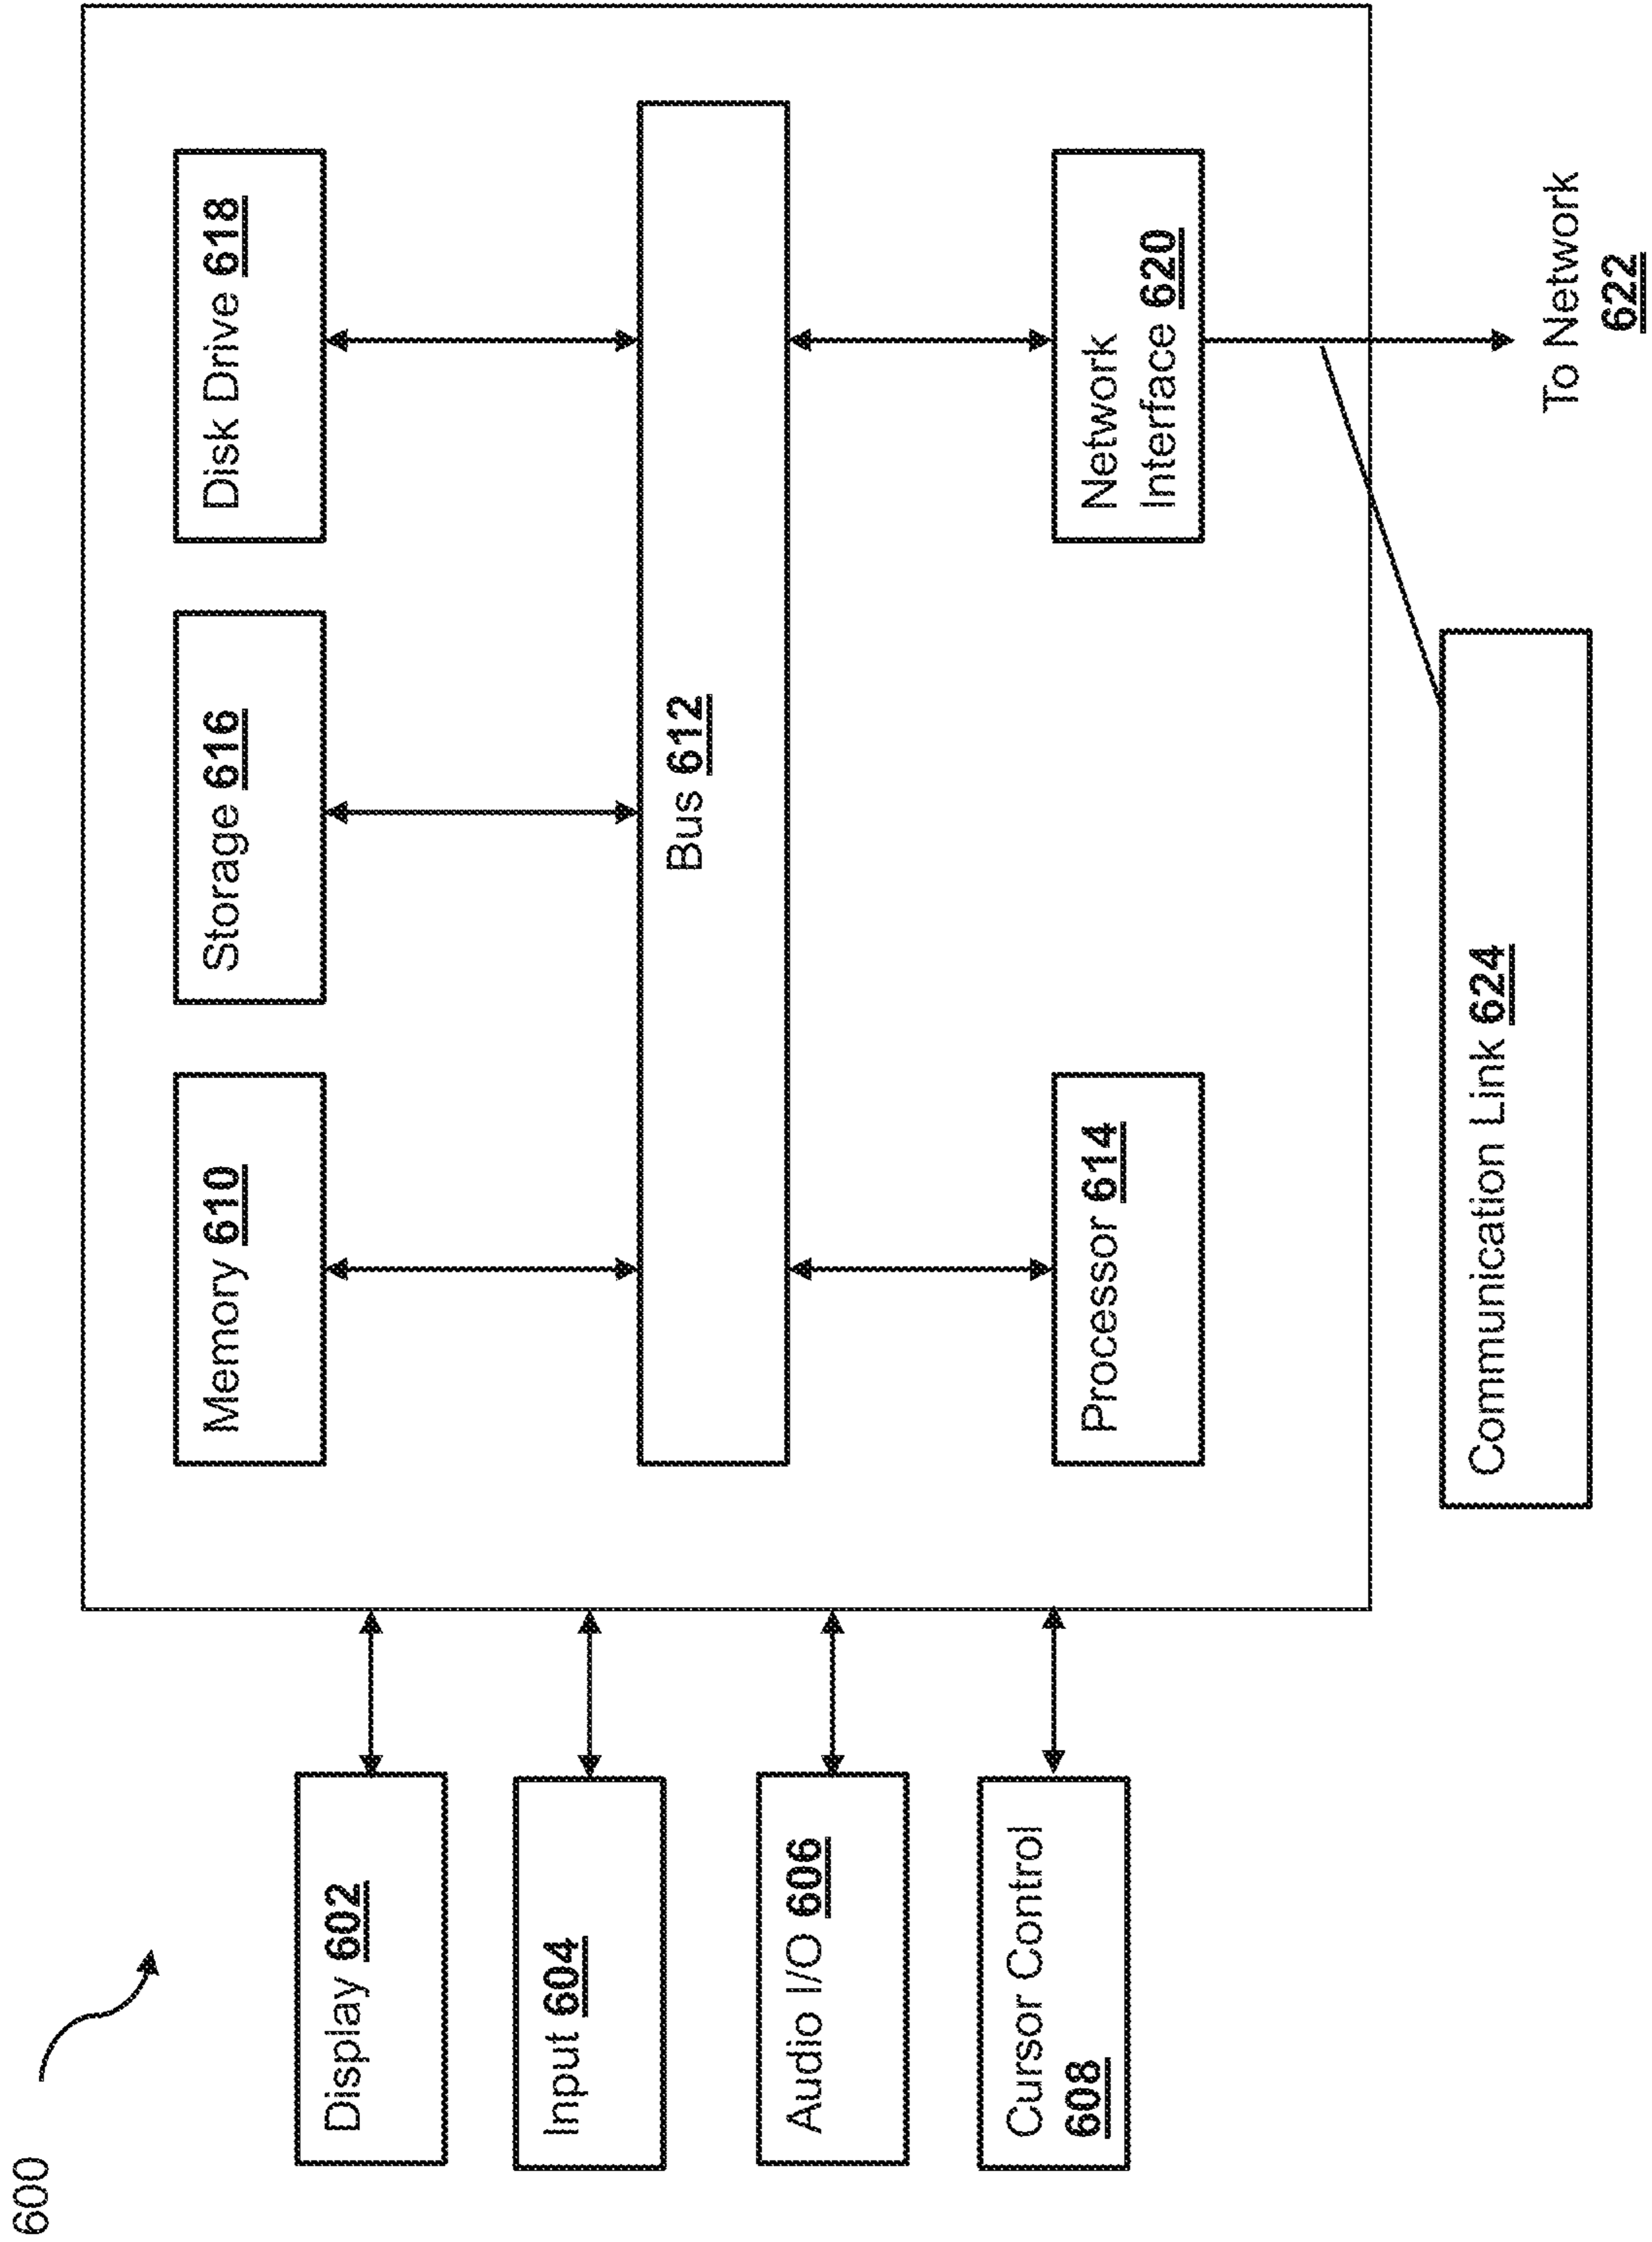 600
Display 602
Input 604
Audio I/O 606
Cursor Control
608
Memory 610
Storage 616
Disk Drive 618
Bus 612
Processor 614
Network
Interface 620
Communication Link 624
To Network
622